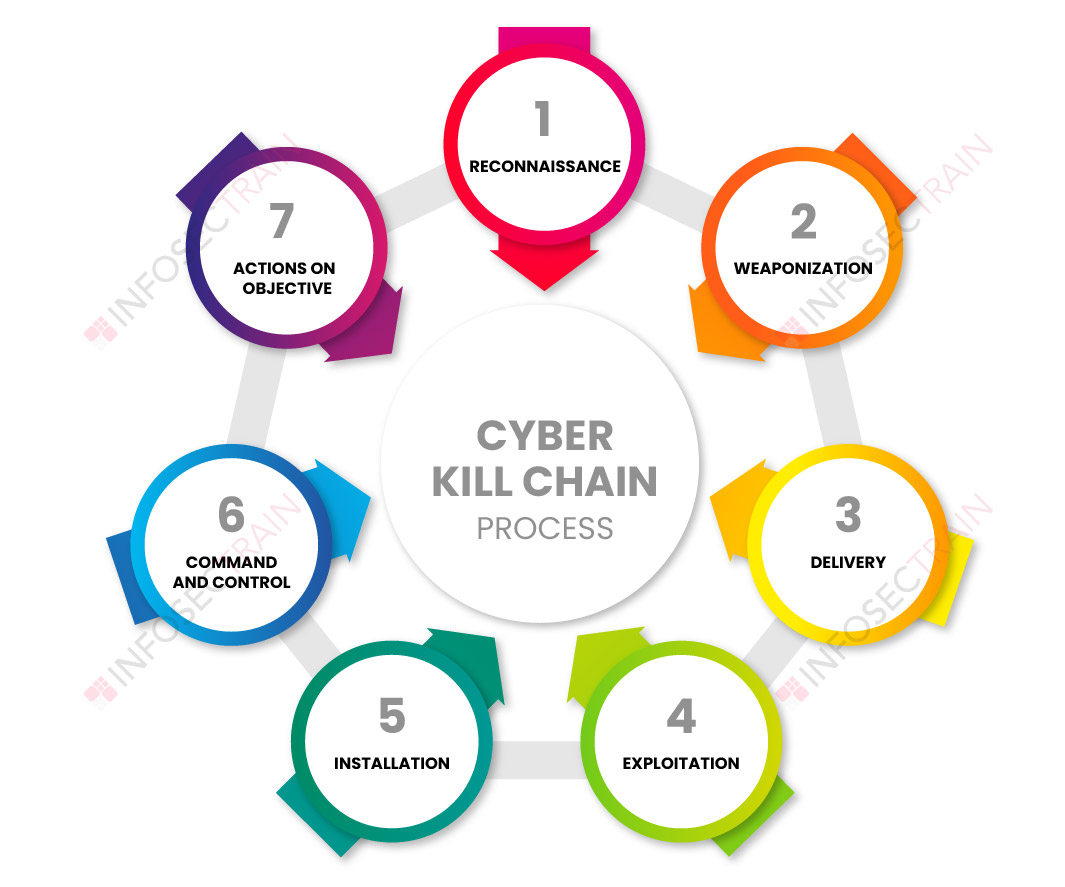 1
RECONNAISSANCE
2
WEAPONIZATION
3
DELIVERY
4
EXPLOITATION
5
INSTALLATION
6
COMMAND
AND CONTROL
7
ACTIONS ON
OBJECTIVE
CYBER
KILL CHAIN
PROCESS
INFOSECTRAIN
INFOSECTRAIN
INFOSECTRAIN
INFOSECTRAIN